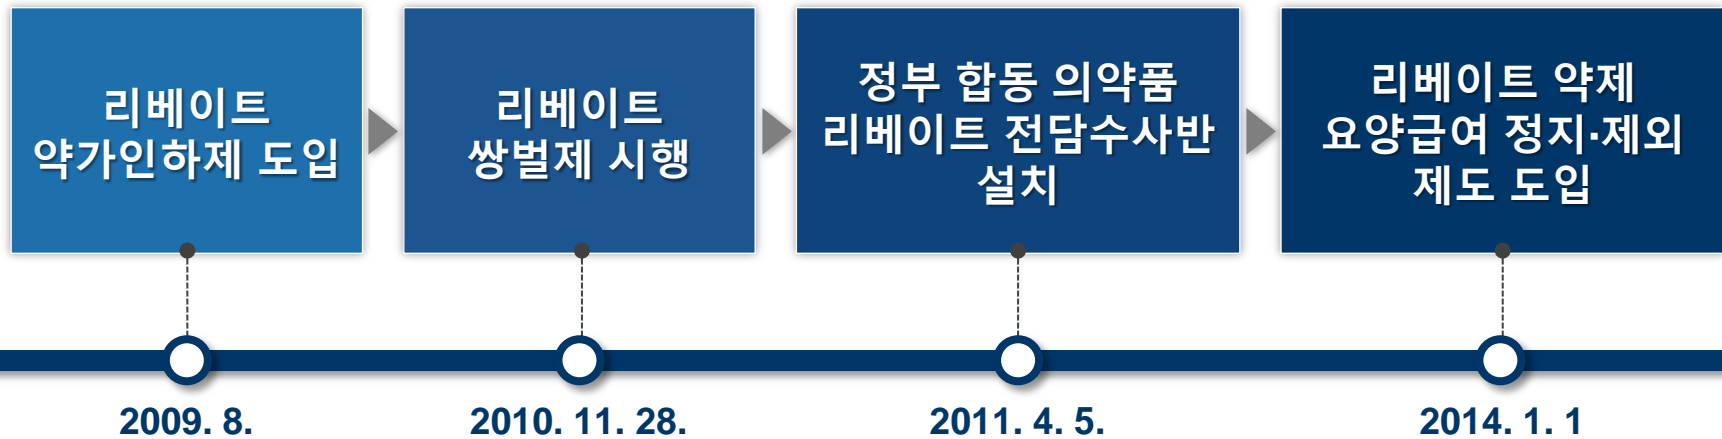 리베이트
약가인하제 도입
리베이트
쌍벌제 시행
정부 합동 의약품
리베이트 전담수사반
설치
리베이트 약제
요양급여 정지·제외
제도 도입
2009. 8.
2010. 11. 28.
2011. 4. 5.
2014. 1. 1